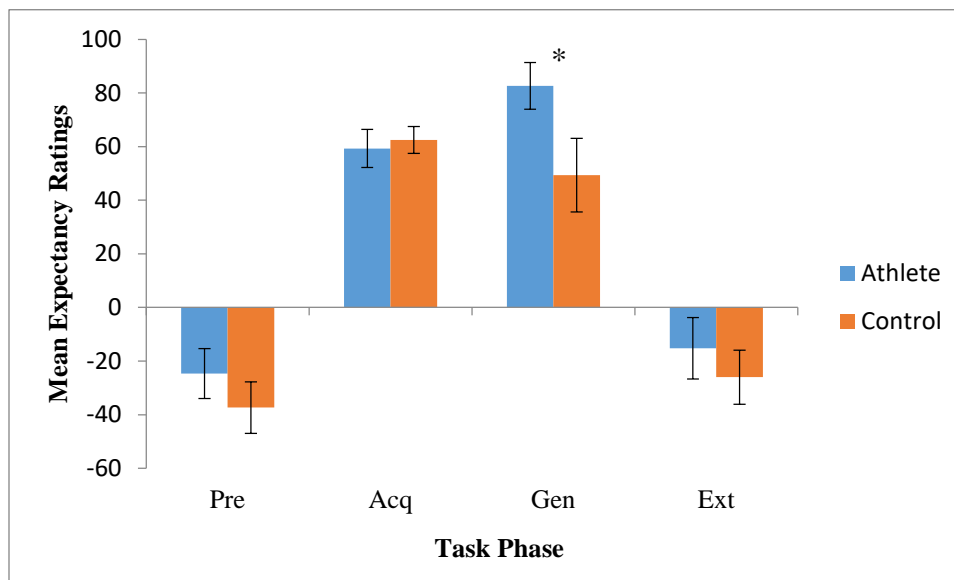 100
80
60
40
20
0
-20
-40
-60
Mean Expectancy Ratings
*
Pre Acq Gen Ext
Task Phase
Athlete
Control